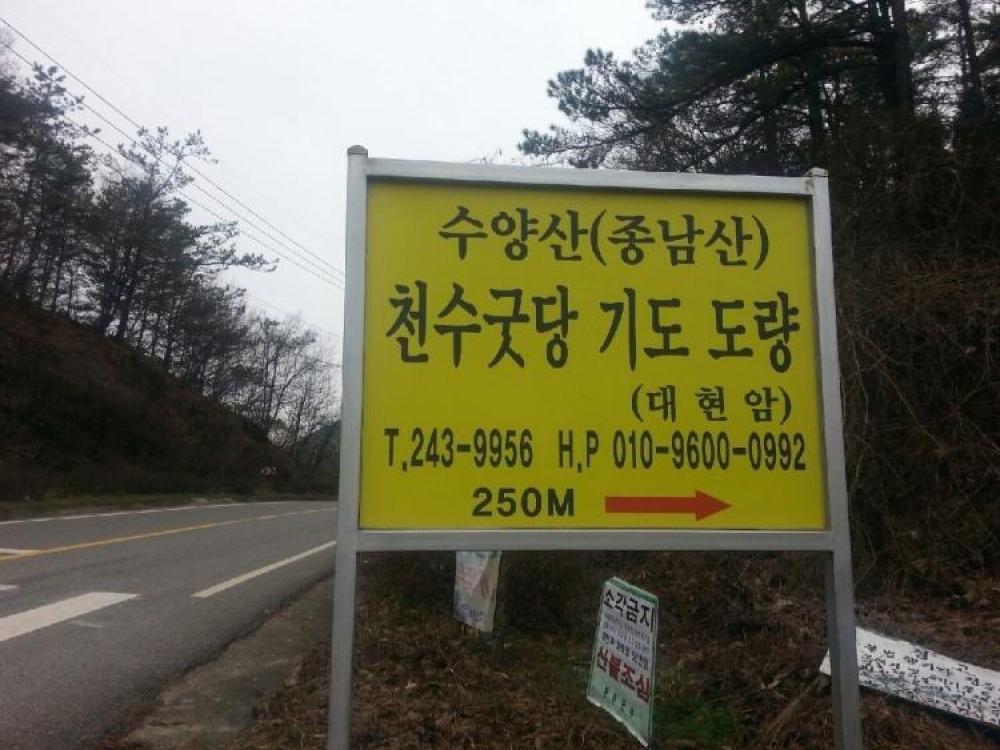 수양산(종남산)
천수굿당 기도 도량
(대현암)
T.243-9956 H.P 010-9600-0992
250M
소각금지
산불조심